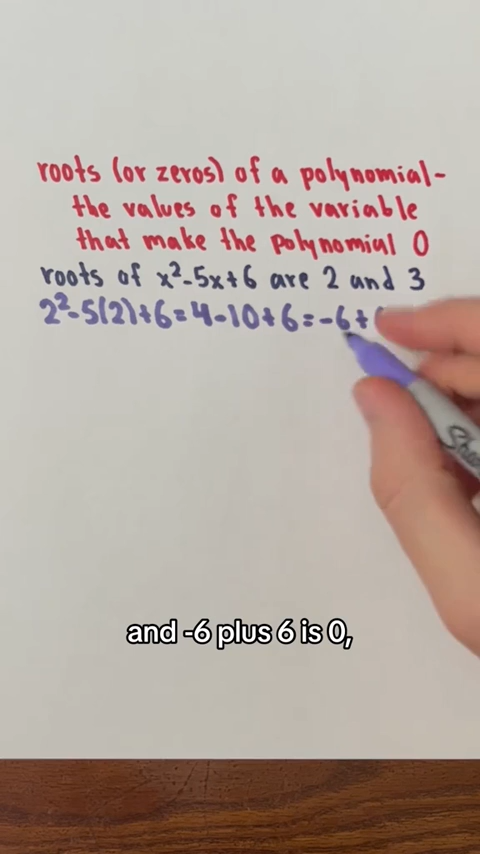 roots (or zeros) of a polynomial-
the values of the variable
that make the polynomial 0
roots of x²-5x+6 are 2 and 3
2²-5(2)+6=4-10+6=-6+
and -6 plus 6 is 0,